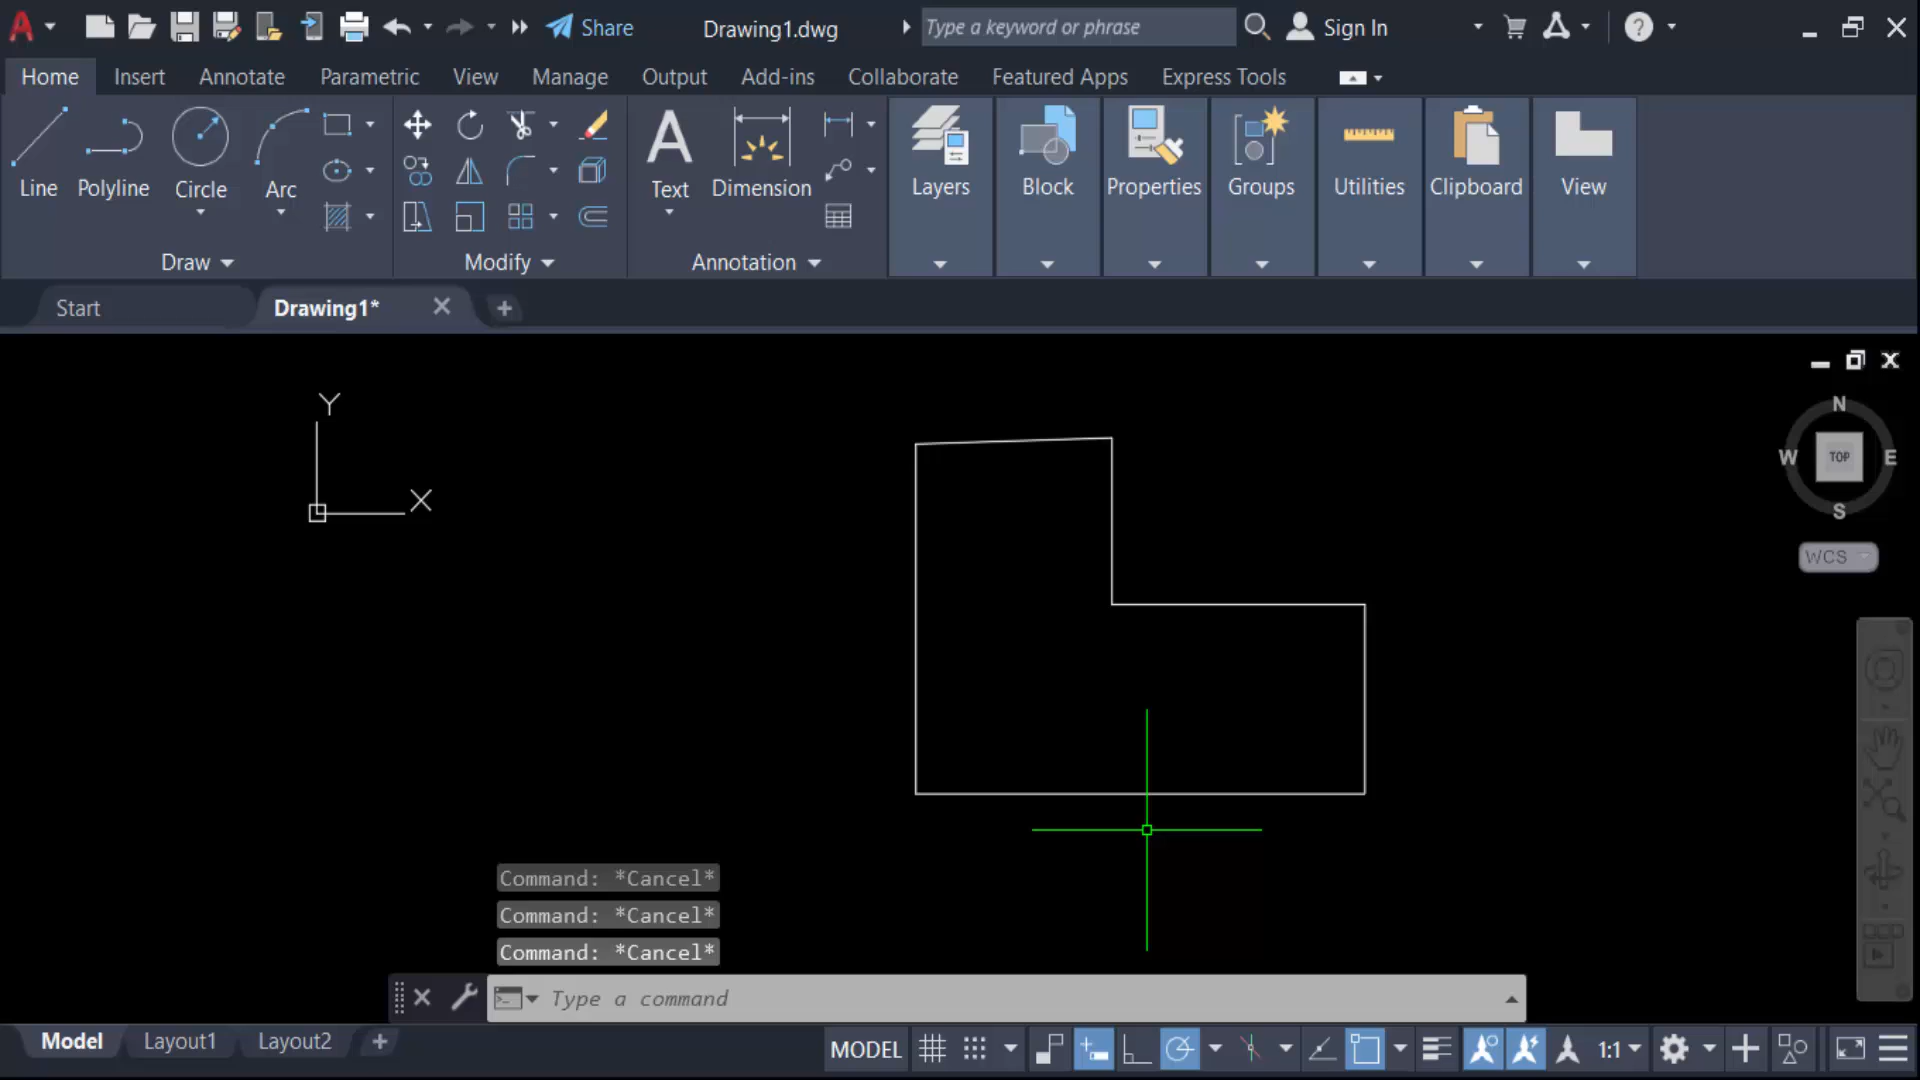 Share
Drawing1.dwg
Type a keyword or phrase
Sign In
Home Insert Annotate Parametric View Manage Output Add-ins Collaborate Featured Apps Express Tools
Line Polyline Circle Arc
Text Dimension
Layers Block Properties Groups Utilities Clipboard View
Draw Modify Annotation
Start Drawing1*
Y
X
N
W TOP E
S
WCS
Command: *Cancel*
Command: *Cancel*
Command: *Cancel*
Type a command
Model Layout1 Layout2
MODEL 1:1